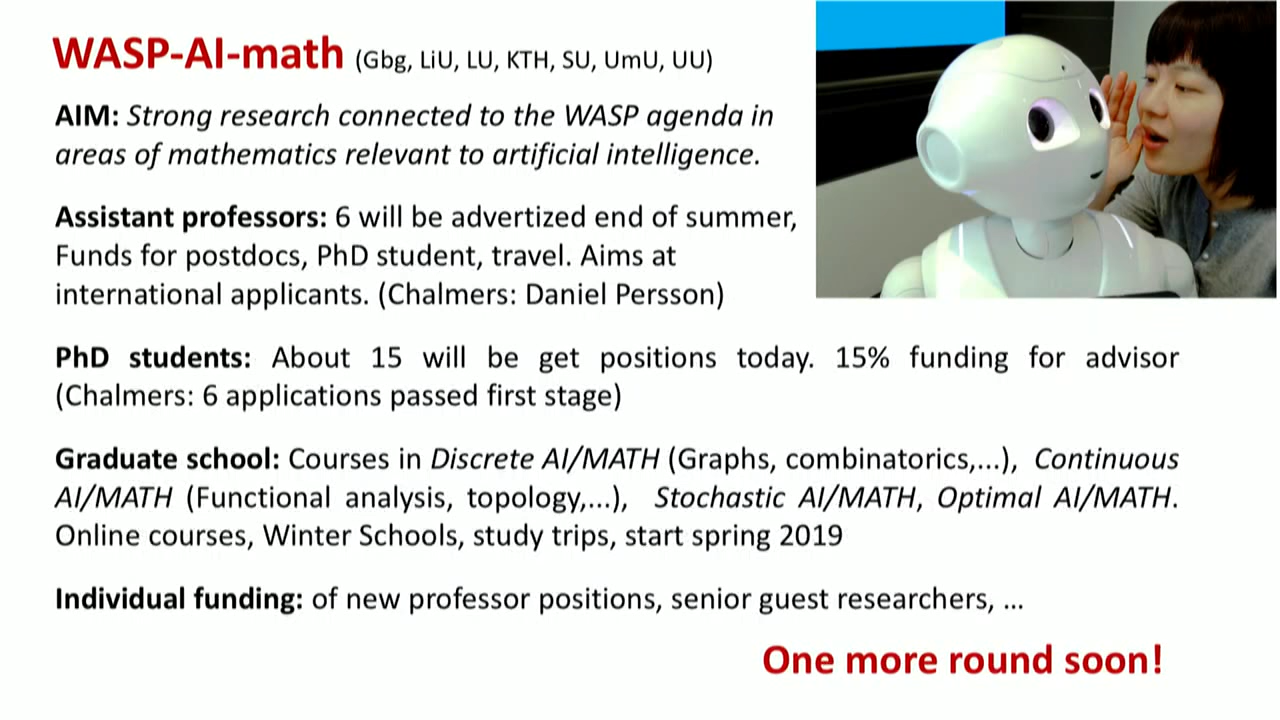 WASP-AI-math (Gbg, LiU, LU, KTH, SU, UmU, UU)
AIM: Strong research connected to the WASP agenda in
areas of mathematics relevant to artificial intelligence.
Assistant professors: 6 will be advertized end of summer,
Funds for postdocs, PhD student, travel. Aims at
international applicants. (Chalmers: Daniel Persson)
PhD students: About 15 will be get positions today. 15% funding for advisor
(Chalmers: 6 applications passed first stage)
Graduate school: Courses in Discrete AI/MATH (Graphs, combinatorics,...), Continuous
AI/MATH (Functional analysis, topology,...), Stochastic AI/MATH, Optimal AI/MATH.
Online courses, Winter Schools, study trips, start spring 2019
Individual funding: of new professor positions, senior guest researchers, ...
One more round soon!